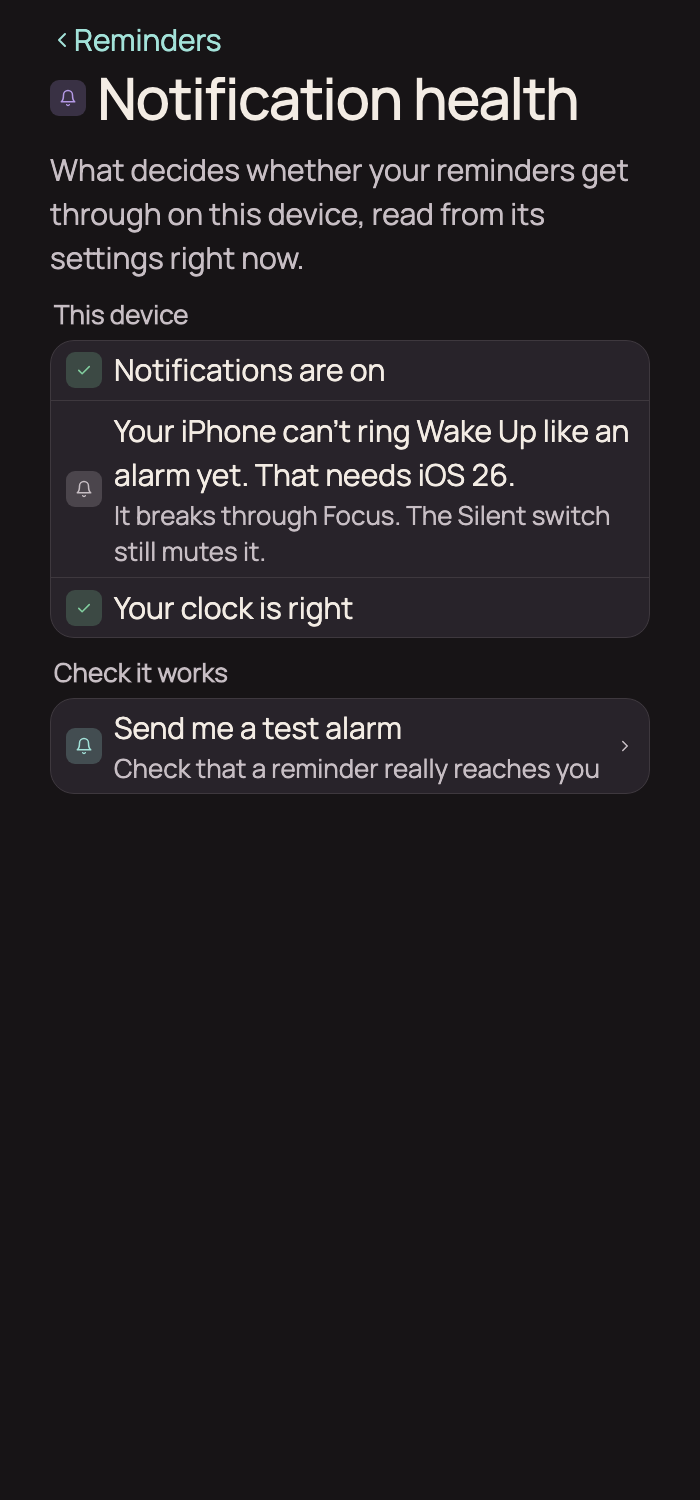 Reminders
Notification health
What decides whether your reminders get
through on this device, read from its
settings right now.
This device
Notifications are on
Your iPhone can’t ring Wake Up like an
alarm yet. That needs iOS 26.
It breaks through Focus. The Silent switch
still mutes it.
Your clock is right
Check it works
Send me a test alarm
Check that a reminder really reaches you